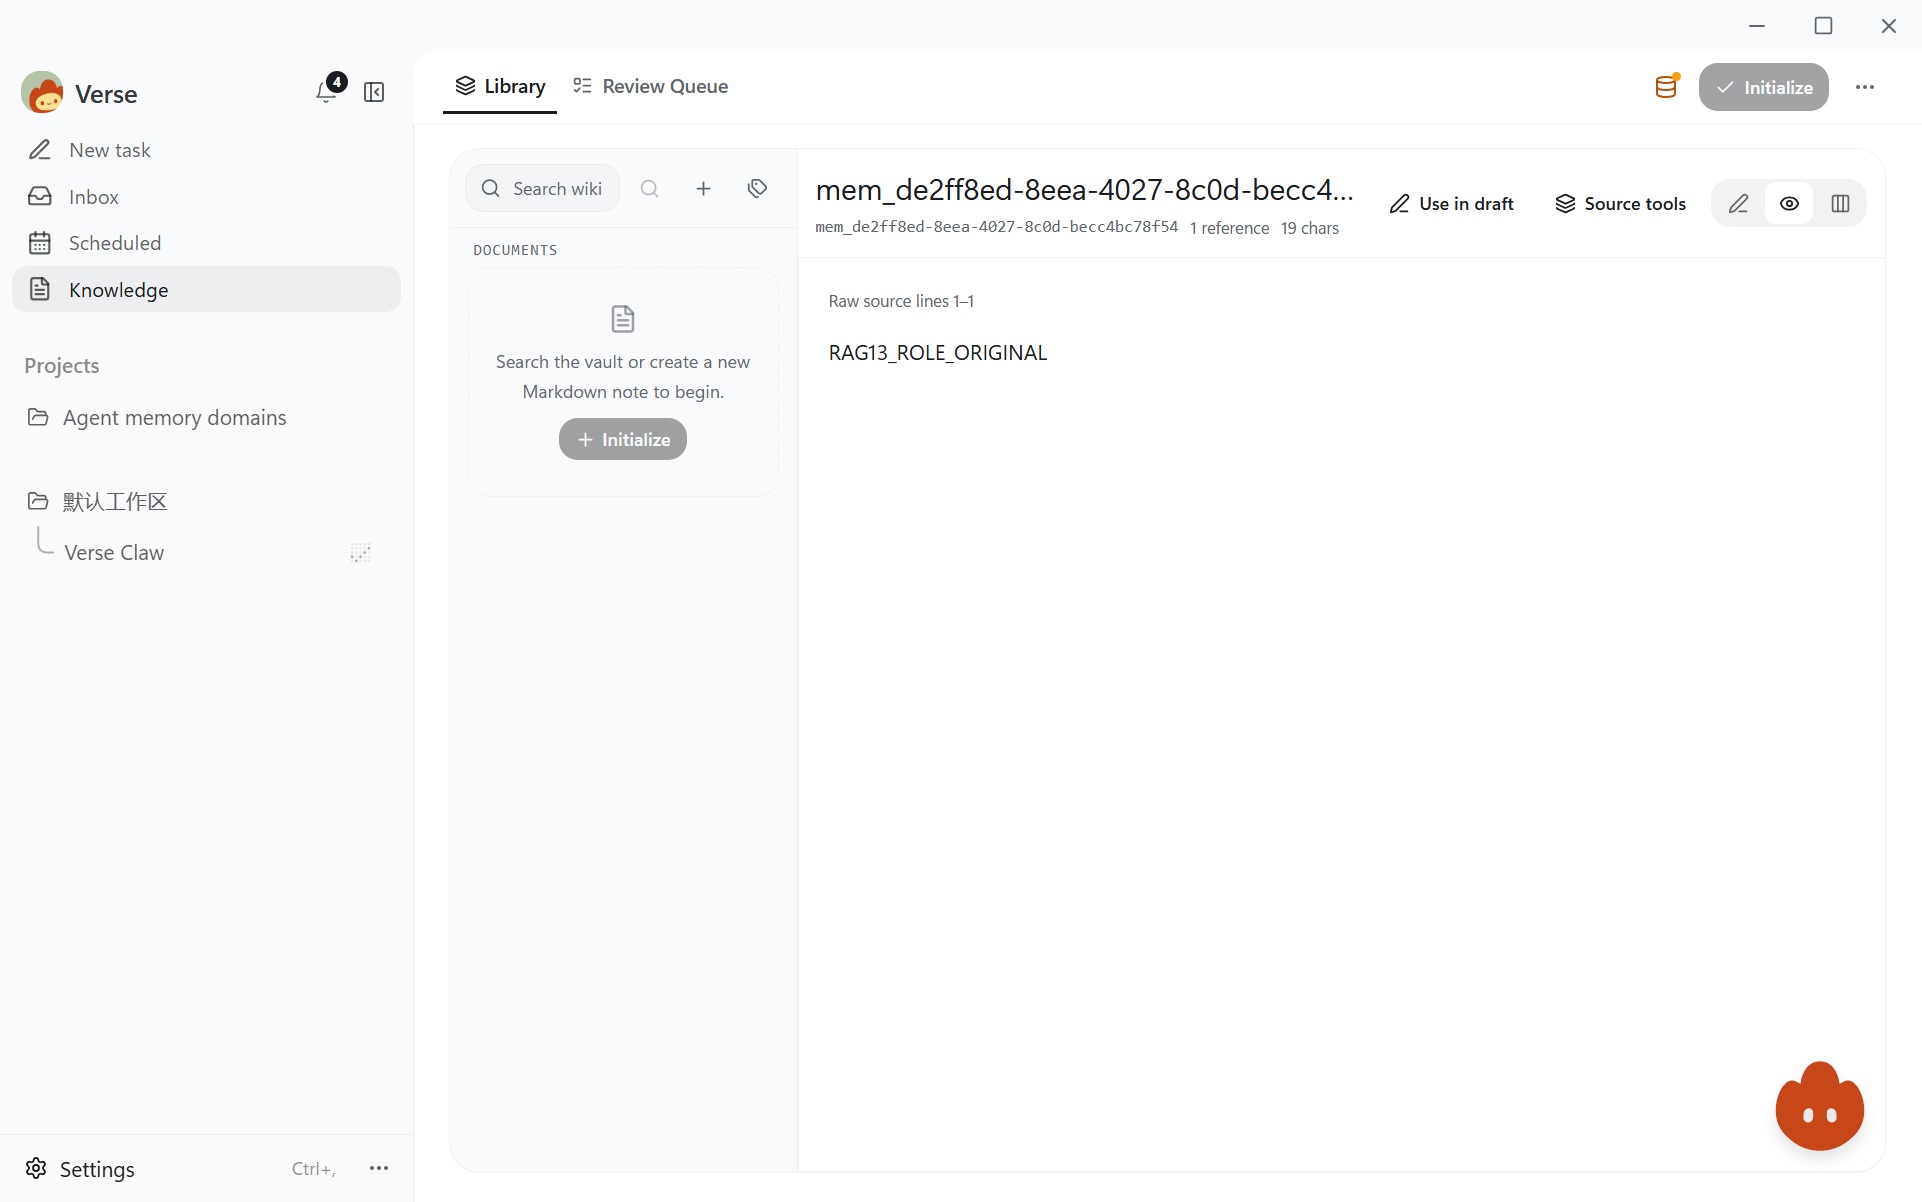 Verse
4
New task
Inbox
Scheduled
Knowledge
Projects
Agent memory domains
默认工作区
Verse Claw
Settings
Ctrl+,
Library
Review Queue
Initialize
Search wiki
DOCUMENTS
Search the vault or create a new
Markdown note to begin.
Initialize
mem_de2ff8ed-8eea-4027-8c0d-becc4...
mem_de2ff8ed-8eea-4027-8c0d-becc4bc78f54 1 reference 19 chars
Use in draft
Source tools
Raw source lines 1–1
RAG13_ROLE_ORIGINAL